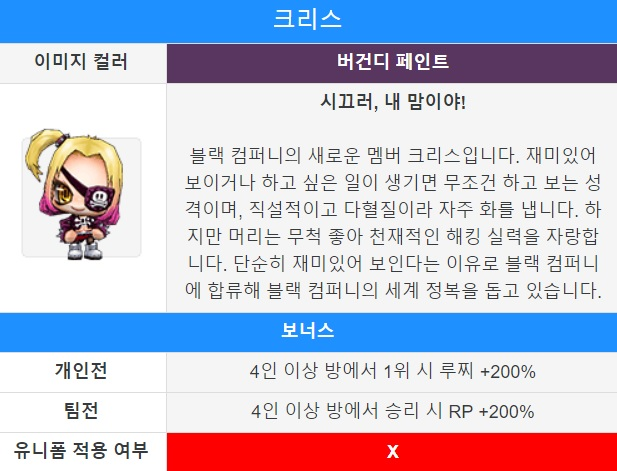 크리스
이미지 컬러
버건디 페인트
시끄러, 내 맘이야!
블랙 컴퍼니의 새로운 멤버 크리스입니다. 재미있어
보이거나 하고 싶은 일이 생기면 무조건 하고 보는 성
격이며, 직설적이고 다혈질이라 자주 화를 냅니다. 하
지만 머리는 무척 좋아 천재적인 해킹 실력을 자랑합
니다. 단순히 재미있어 보인다는 이유로 블랙 컴퍼니
에 합류해 블랙 컴퍼니의 세계 정복을 돕고 있습니다.
보너스
개인전
4인 이상 방에서 1위 시 루찌 +200%
팀전
4인 이상 방에서 승리 시 RP +200%
유니폼 적용 여부
X